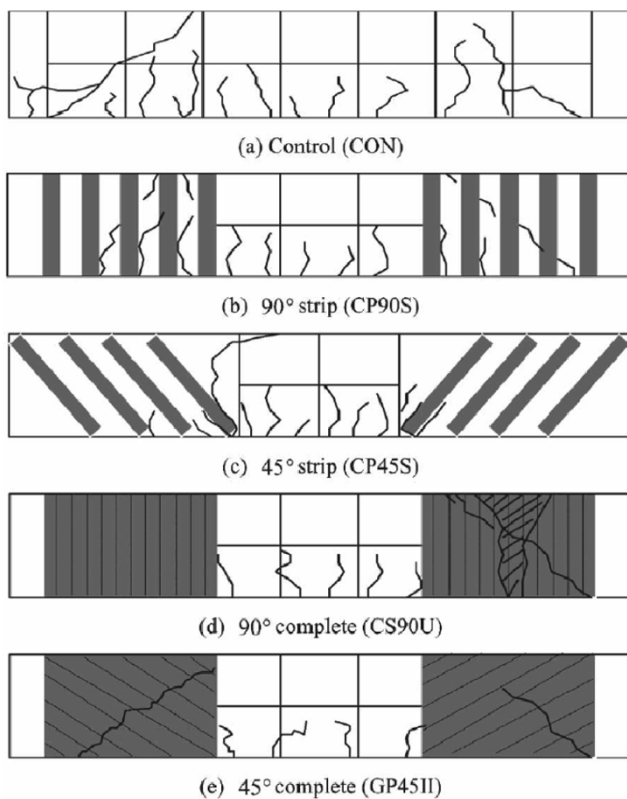 (a) Control (CON)
(b) 90° strip (CP90S)
(c) 45° strip (CP45S)
(d) 90° complete (CS90U)
(e) 45° complete (GP45II)